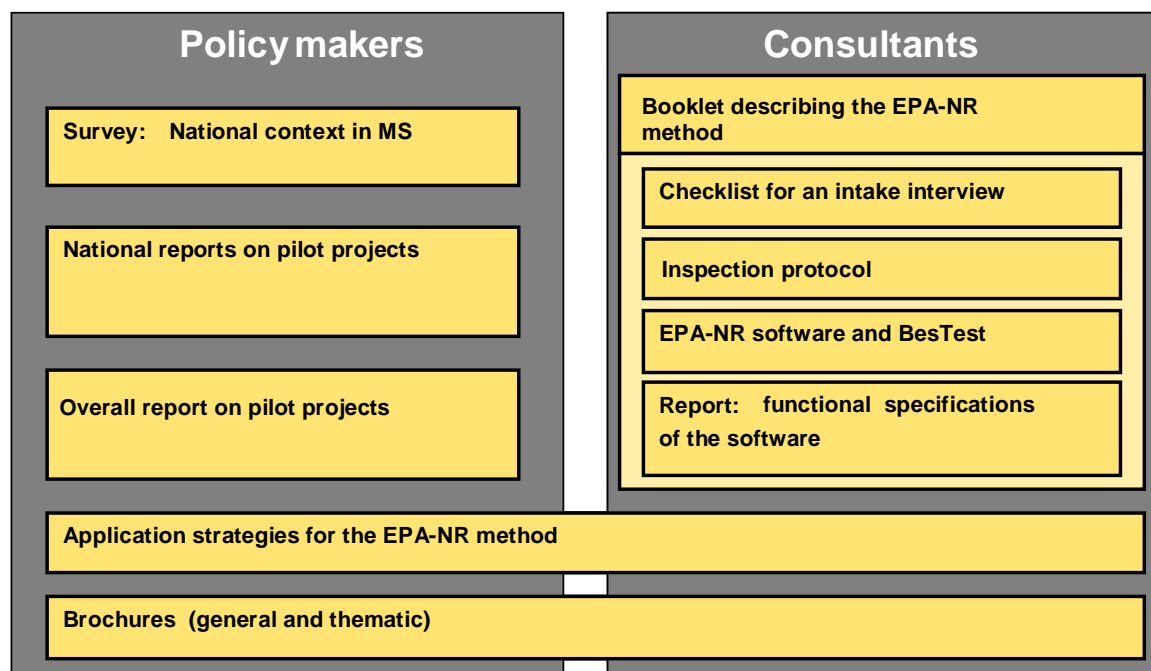 Policy makers
Survey: National context in MS
National reports on pilot projects
Overall report on pilot projects
Consultants
Booklet describing the EPA-NR
method
Checklist for an intake interview
Inspection protocol
EPA-NR software and BesTest
Report: functional specifications
of the software
Application strategies for the EPA-NR method
Brochures (general and thematic)